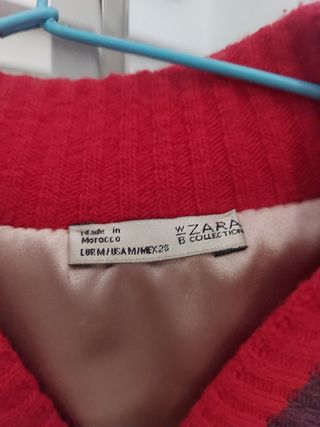 Made in
Morocco
EUR M/USA M/MEX 28
W ZARA
B COLLECTION